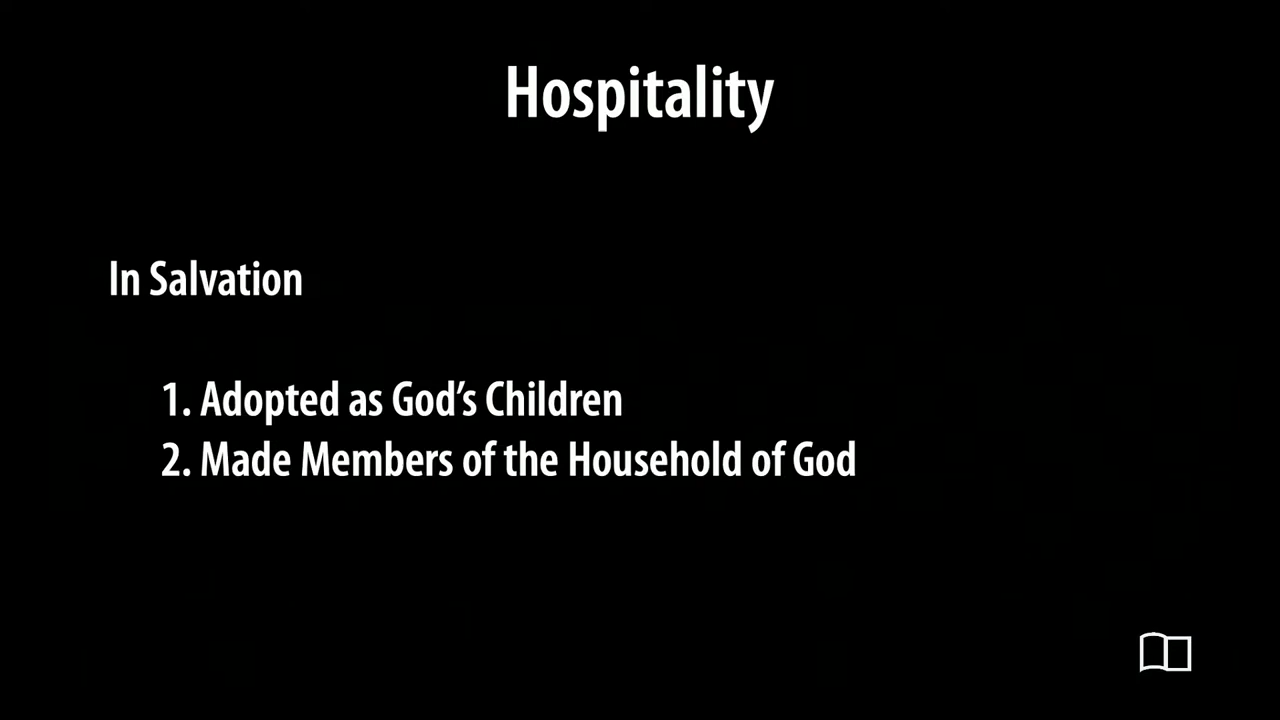 Hospitality
In Salvation
1. Adopted as God’s Children
2. Made Members of the Household of God